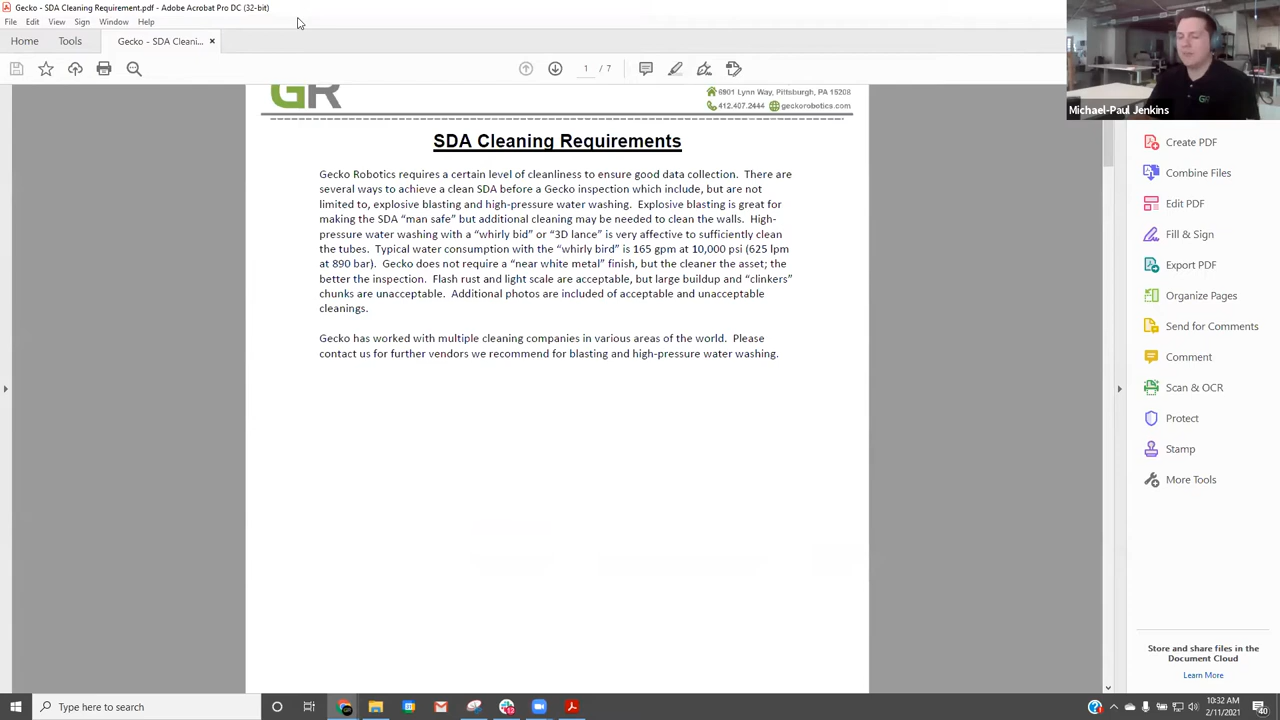 Gecko - SDA Cleaning Requirement.pdf - Adobe Acrobat Pro DC (32-bit)
File Edit View Sign Window Help
Home Tools Gecko - SDA Cleani... ×
1 / 7
Michael-Paul Jenkins
GR
6901 Lynn Way, Pittsburgh, PA 15208
412.407.2444 geckorobotics.com
SDA Cleaning Requirements
Gecko Robotics requires a certain level of cleanliness to ensure good data collection. There are
several ways to achieve a clean SDA before a Gecko inspection which include, but are not
limited to, explosive blasting and high-pressure water washing. Explosive blasting is great for
making the SDA “man safe” but additional cleaning may be needed to clean the walls. High-
pressure water washing with a “whirly bid” or “3D lance” is very affective to sufficiently clean
the tubes. Typical water consumption with the “whirly bird” is 165 gpm at 10,000 psi (625 lpm
at 890 bar). Gecko does not require a “near white metal” finish, but the cleaner the asset; the
better the inspection. Flash rust and light scale are acceptable, but large buildup and “clinkers”
chunks are unacceptable. Additional photos are included of acceptable and unacceptable
cleanings.
Gecko has worked with multiple cleaning companies in various areas of the world. Please
contact us for further vendors we recommend for blasting and high-pressure water washing.
Create PDF
Combine Files
Edit PDF
Fill & Sign
Export PDF
Organize Pages
Send for Comments
Comment
Scan & OCR
Protect
Stamp
More Tools
Store and share files in the
Document Cloud
Learn More
Type here to search
10:32 AM
2/11/2021
40